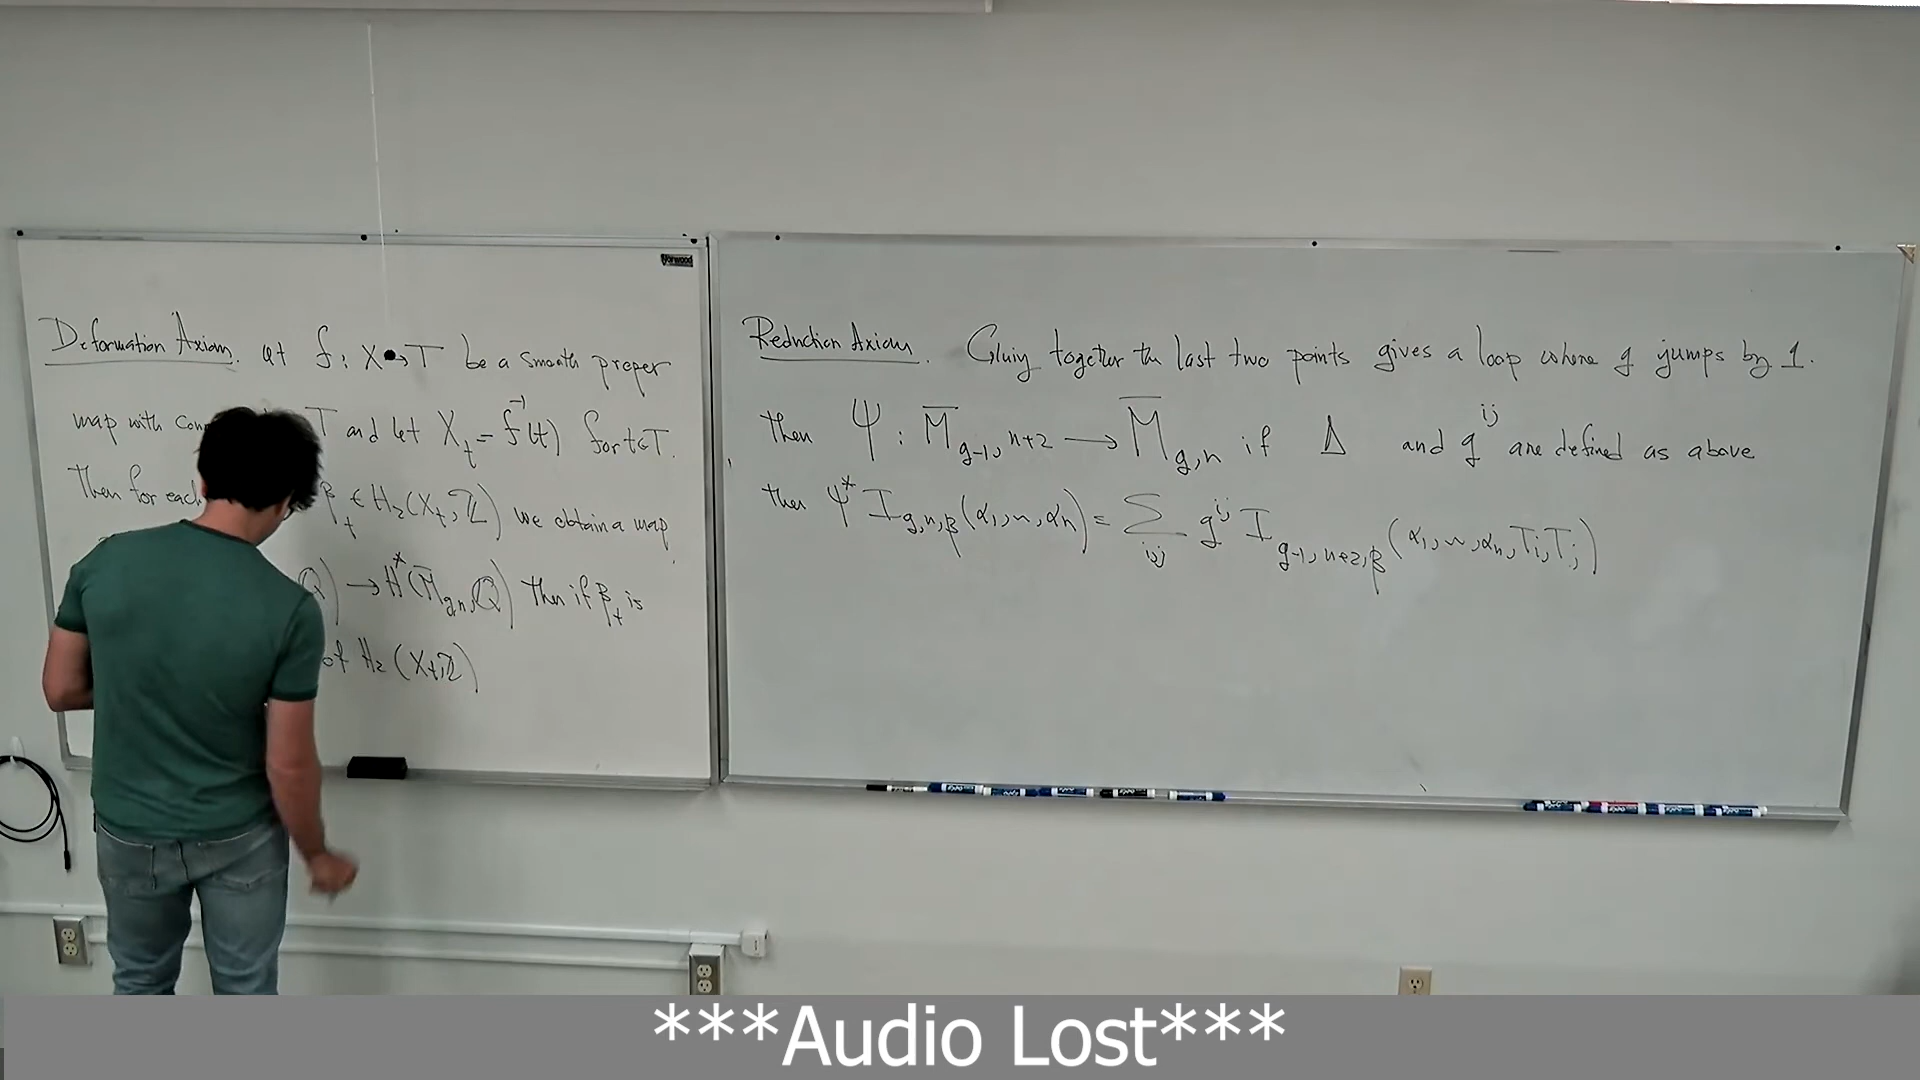 Norwood
Deformation Axiom. Let f: X → T be a smooth proper
map with T and let X_t = f^{-1}(t) for t∈T.
Then for each β_t ∈ H_2(X_t, ℤ) we obtain a map
Q) → H^*(M̄_{g,n}, Q) then if β_t is
of H_2(X_t, ℤ)
Reduction Axiom. Gluing together the last two points gives a loop where g jumps by 1.
then Ψ: M̄_{g-1, n+2} → M̄_{g,n} if Δ and g^{ij} are defined as above
then Ψ^* I_{g,n,β}(α_1, ~, α_n) = Σ_{i,j} g^{ij} I_{g-1, n+2, β}(α_1, ~, α_n, T_i, T_j)
***Audio Lost***